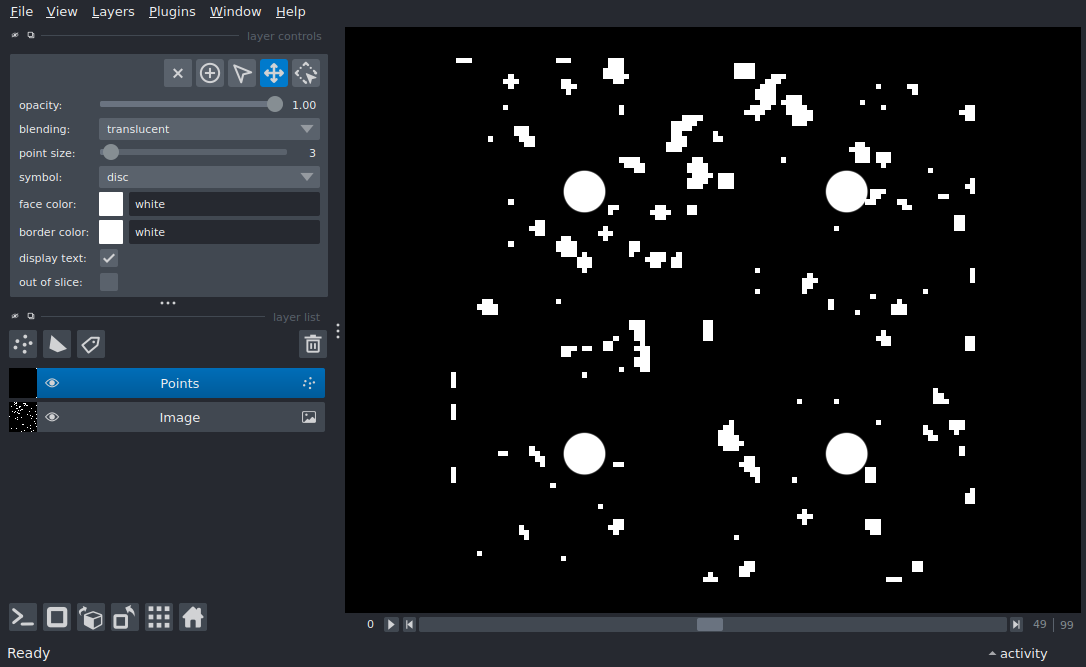 File View Layers Plugins Window Help
layer controls
opacity: 1.00
blending: translucent
point size: 3
symbol: disc
face color: white
border color: white
display text:
out of slice:
layer list
Points
Image
0 49 99
Ready activity